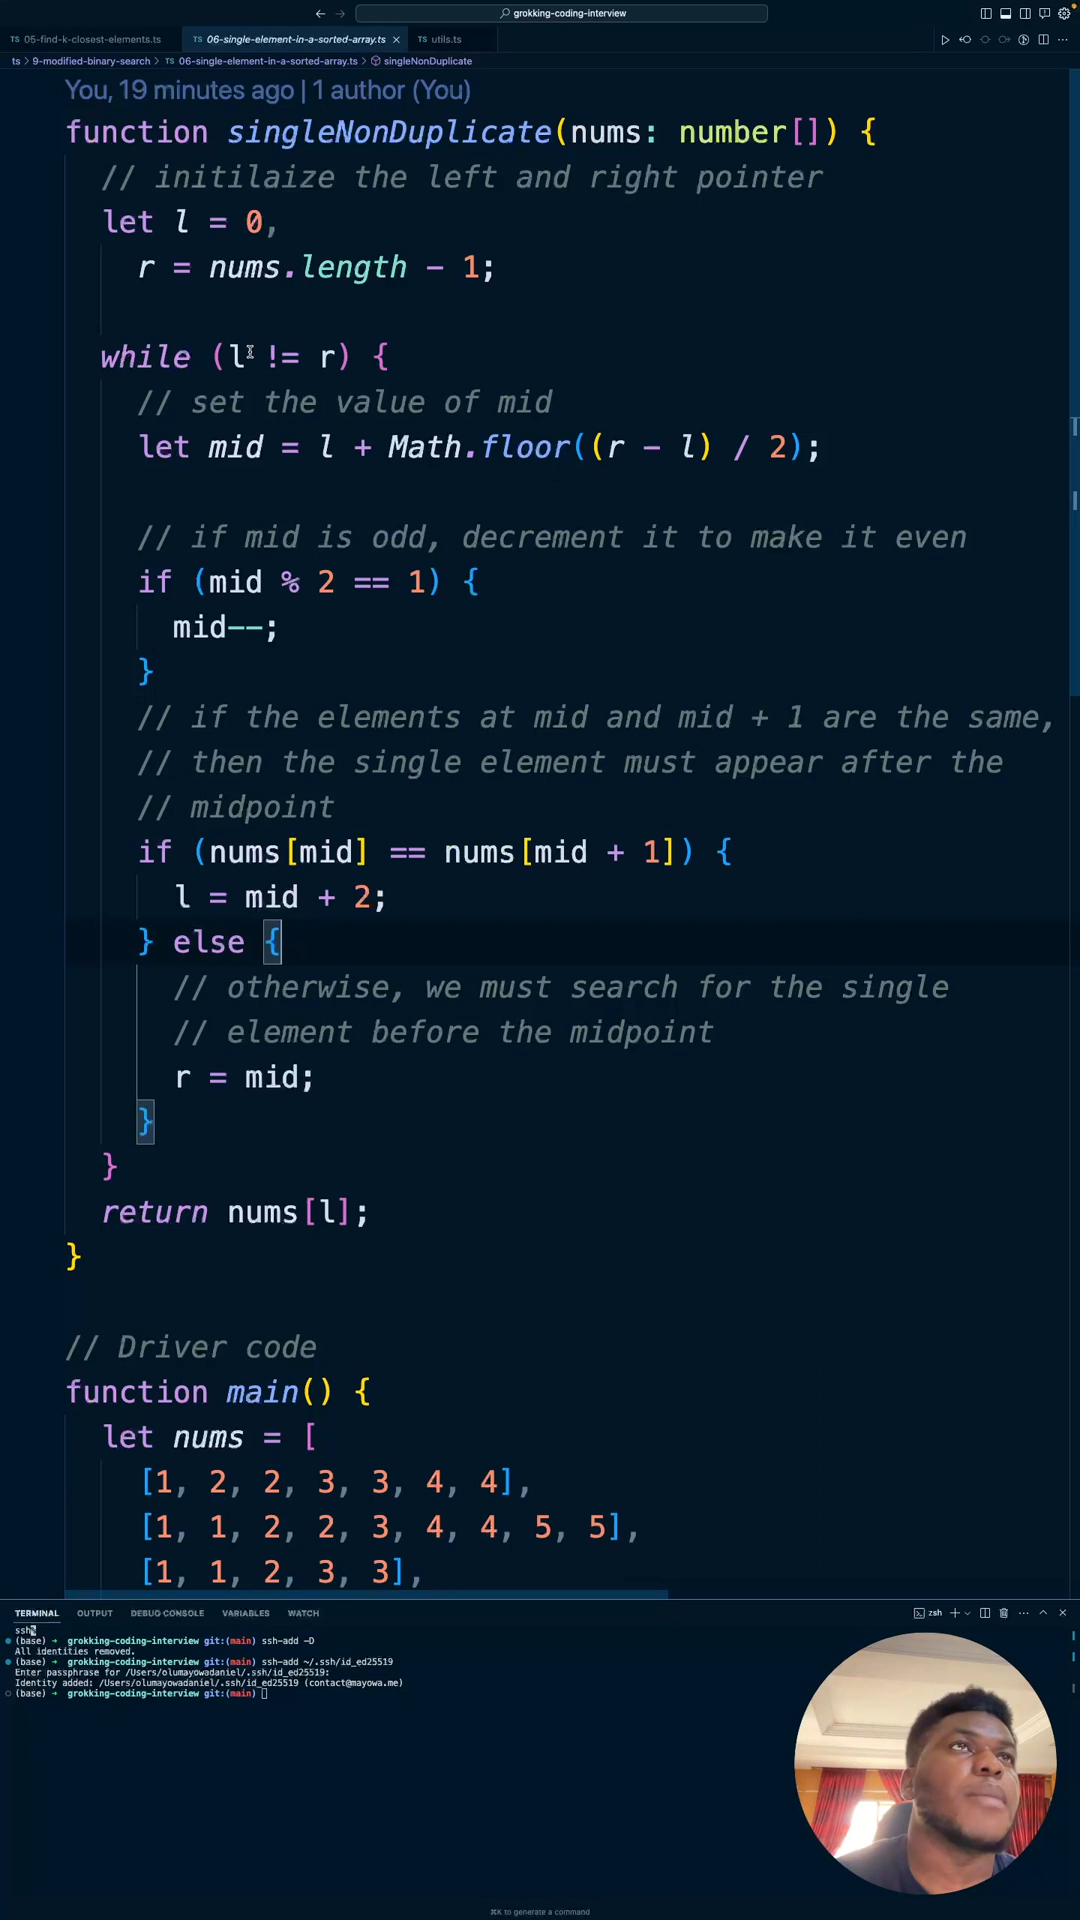 grokking-coding-interview
TS 05-find-k-closest-elements.ts
TS 06-single-element-in-a-sorted-array.ts
TS utils.ts
ts > 9-modified-binary-search > TS 06-single-element-in-a-sorted-array.ts > singleNonDuplicate
You, 19 minutes ago | 1 author (You)
function singleNonDuplicate(nums: number[]) {
// initilaize the left and right pointer
let l = 0,
r = nums.length - 1;
while (l != r) {
// set the value of mid
let mid = l + Math.floor((r - l) / 2);
// if mid is odd, decrement it to make it even
if (mid % 2 == 1) {
mid--;
}
// if the elements at mid and mid + 1 are the same,
// then the single element must appear after the
// midpoint
if (nums[mid] == nums[mid + 1]) {
l = mid + 2;
} else {
// otherwise, we must search for the single
// element before the midpoint
r = mid;
}
}
return nums[l];
}
// Driver code
function main() {
let nums = [
[1, 2, 2, 3, 3, 4, 4],
[1, 1, 2, 2, 3, 4, 4, 5, 5],
[1, 1, 2, 3, 3],
TERMINAL OUTPUT DEBUG CONSOLE VARIABLES WATCH
zsh
ssh
(base) → grokking-coding-interview git:(main) ssh-add -D
All identities removed.
(base) → grokking-coding-interview git:(main) ssh-add ~/.ssh/id_ed25519
Enter passphrase for /Users/olumayowadaniel/.ssh/id_ed25519:
Identity added: /Users/olumayowadaniel/.ssh/id_ed25519 (contact@mayowa.me)
(base) → grokking-coding-interview git:(main)
⌘K to generate a command